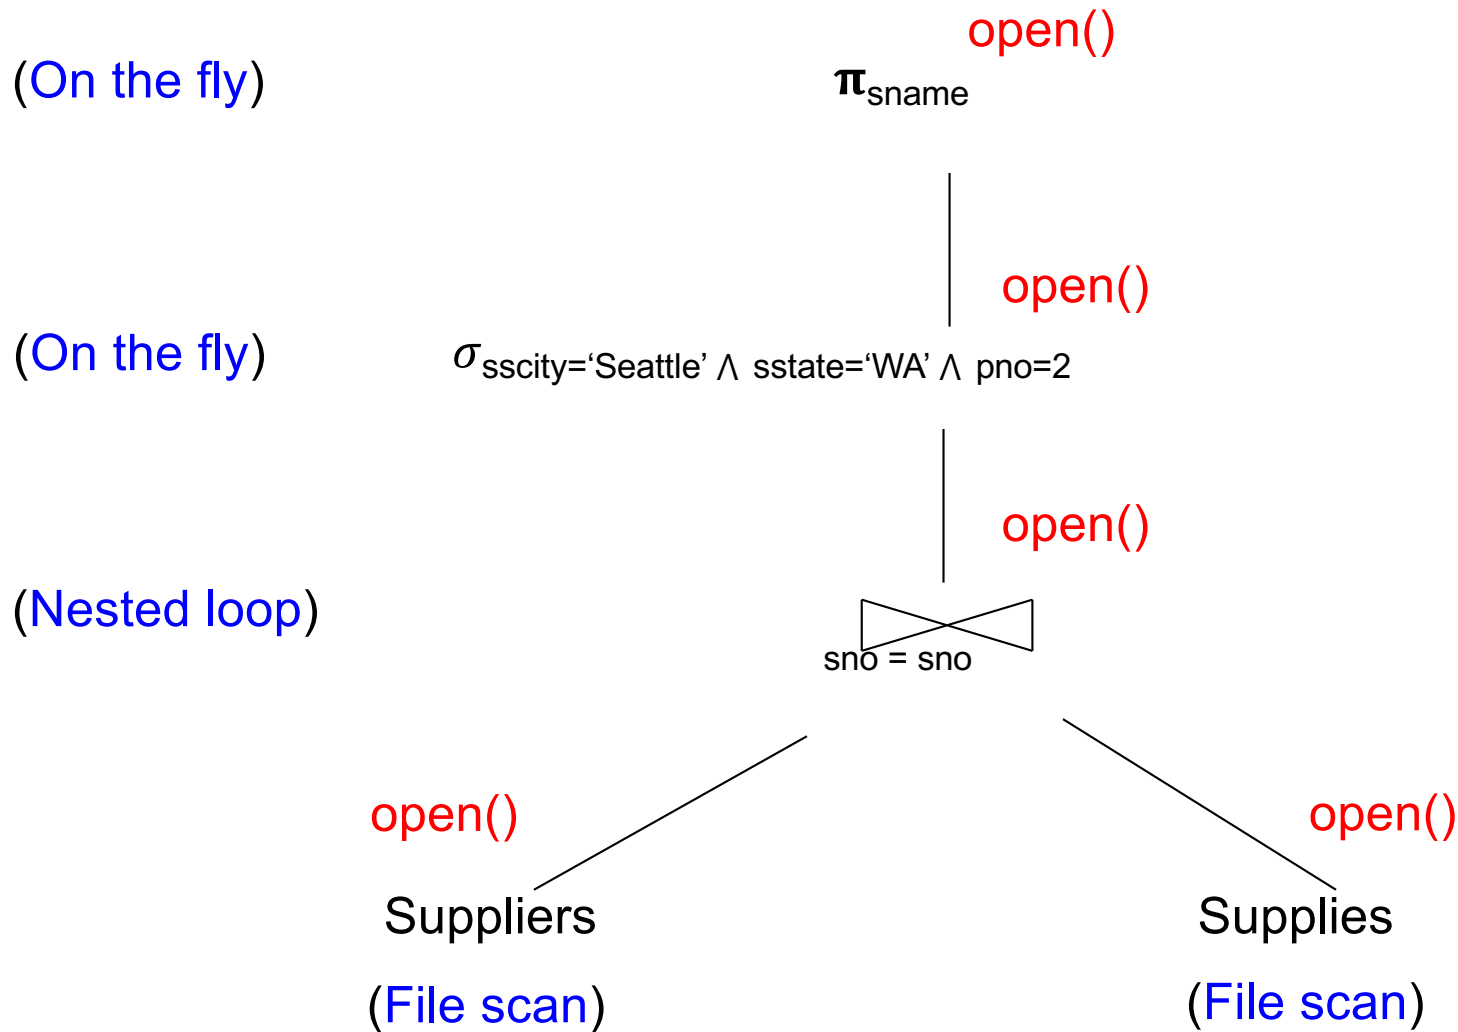 open()
(On the fly)
πsname
open()
(On the fly)
σsscity=‘Seattle’ ∧ sstate=‘WA’ ∧ pno=2
open()
(Nested loop)
sno = sno
open()
open()
Suppliers
Supplies
(File scan)
(File scan)